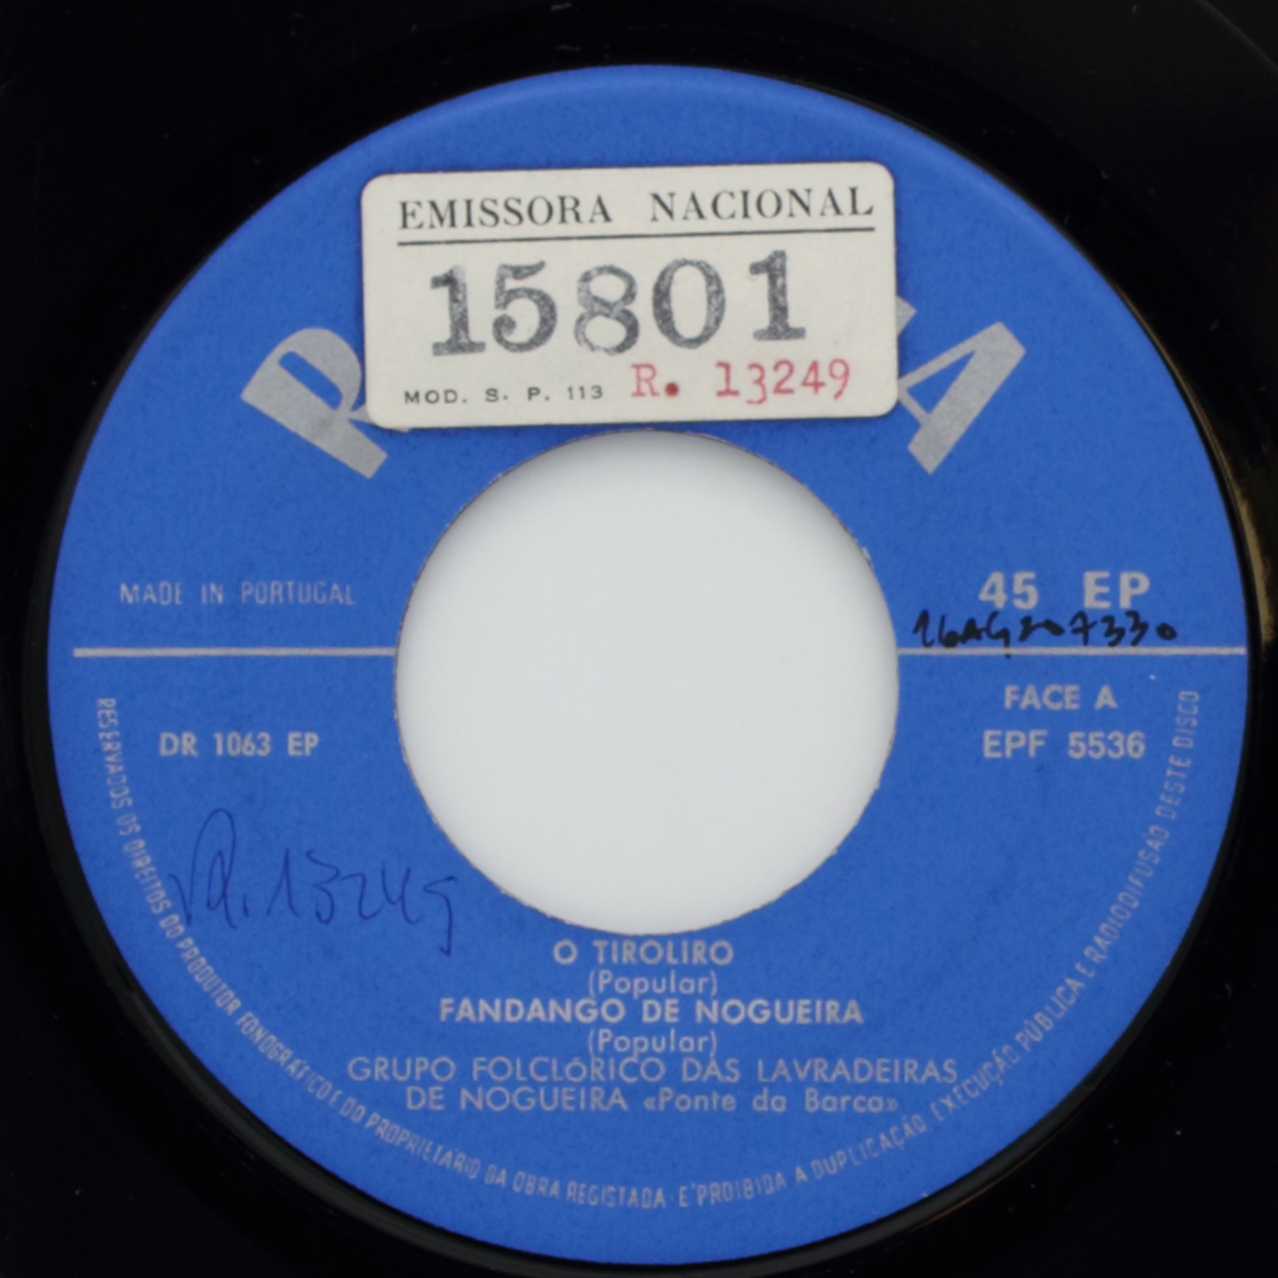 EMISSORA NACIONAL
15801
MOD. S. P. 113 R. 13249
R A
MADE IN PORTUGAL
45 EP
FACE A
DR 1063 EP
EPF 5536
R. 13249
O TIROLIRO
(Popular)
FANDANGO DE NOGUEIRA
(Popular)
GRUPO FOLCLÓRICO DAS LAVRADEIRAS
DE NOGUEIRA «Ponte da Barca»
RESERVADOS OS DIREITOS DO PRODUTOR FONOGRÁFICO E DO PROPRIETARIO DA OBRA REGISTADA · E'PROIBIDA A DUPLICAÇÃO, EXECUÇÃO PÚBLICA E RADIODIFUSÃO DESTE DISCO